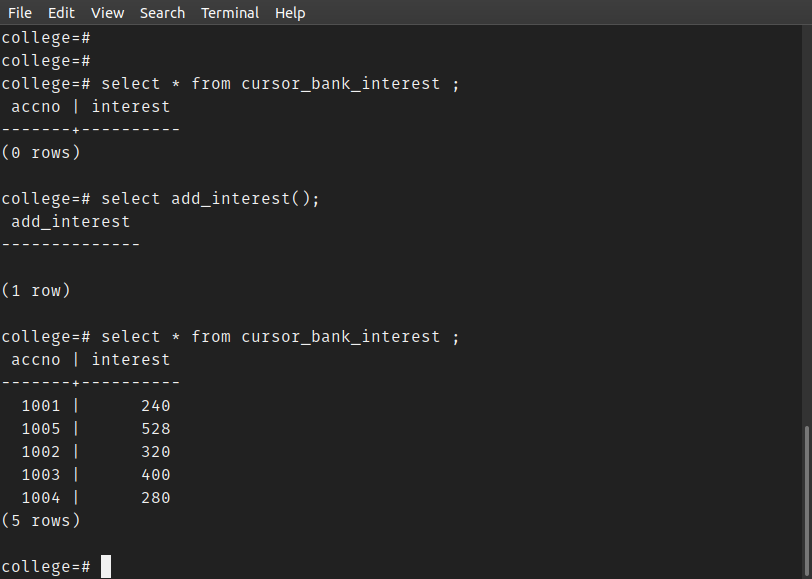 File Edit View Search Terminal Help
college=#
college=#
college=# select * from cursor_bank_interest ;
 accno | interest
-------+----------
(0 rows)
college=# select add_interest();
 add_interest
--------------
(1 row)
college=# select * from cursor_bank_interest ;
 accno | interest
-------+----------
  1001 |      240
  1005 |      528
  1002 |      320
  1003 |      400
  1004 |      280
(5 rows)
college=#